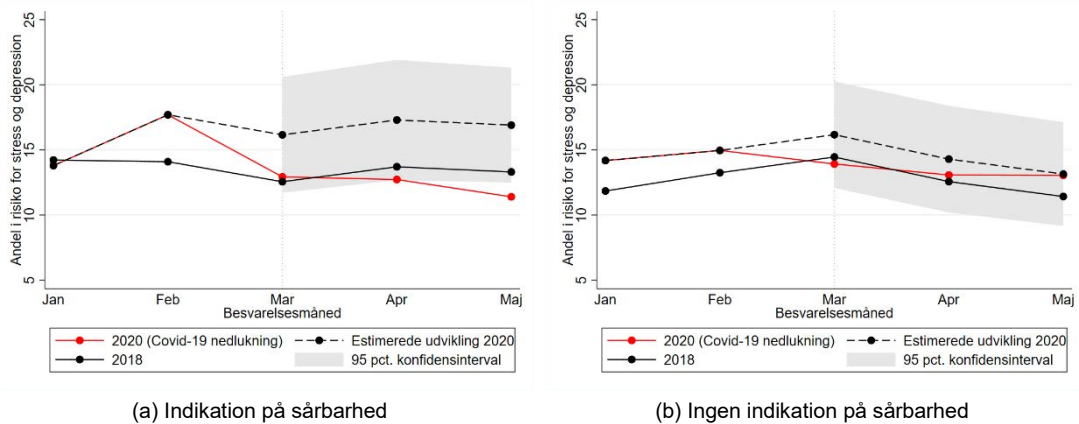 Andel i risiko for stress og depression
25
20
15
10
5
Jan Feb Mar Apr Maj
Besvarelsesmåned
2020 (Covid-19 nedlukning) Estimerede udvikling 2020
2018 95 pct. konfidensinterval
(a) Indikation på sårbarhed
Andel i risiko for stress og depression
25
20
15
10
5
Jan Feb Mar Apr Maj
Besvarelsesmåned
2020 (Covid-19 nedlukning) Estimerede udvikling 2020
2018 95 pct. konfidensinterval
(b) Ingen indikation på sårbarhed